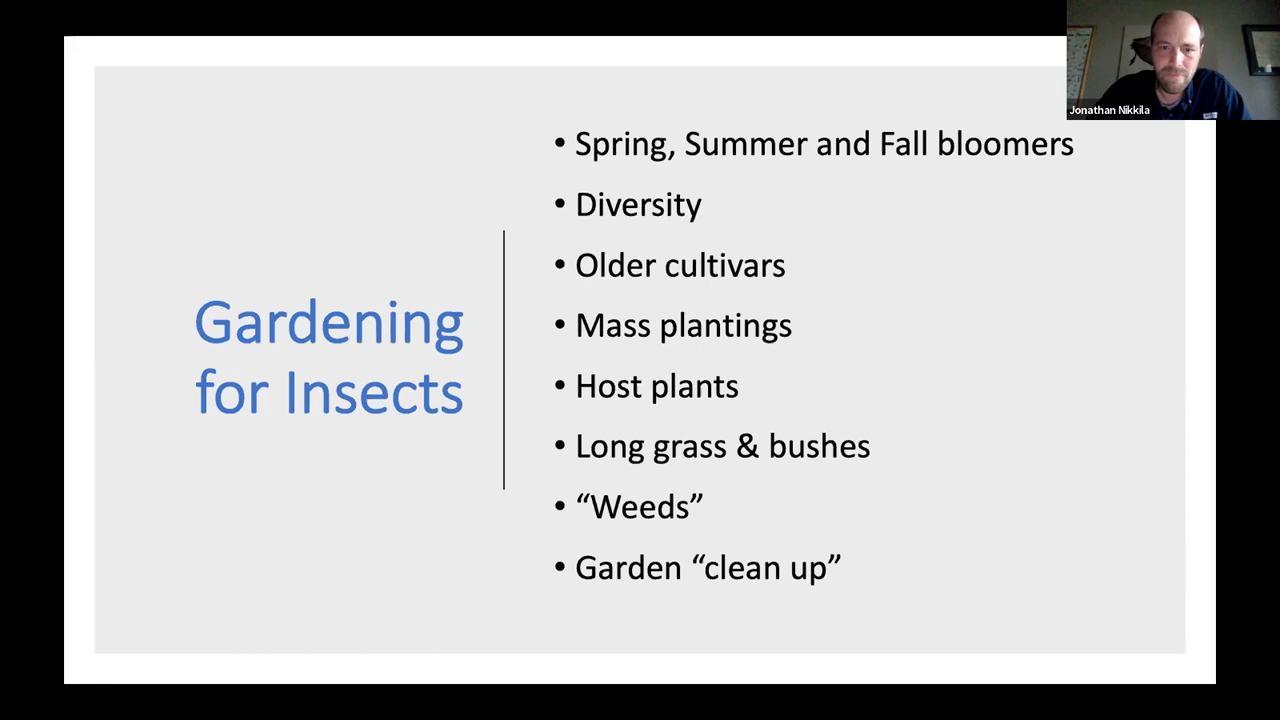 Jonathan Nikkila
Gardening
for Insects
• Spring, Summer and Fall bloomers
• Diversity
• Older cultivars
• Mass plantings
• Host plants
• Long grass & bushes
• “Weeds”
• Garden “clean up”